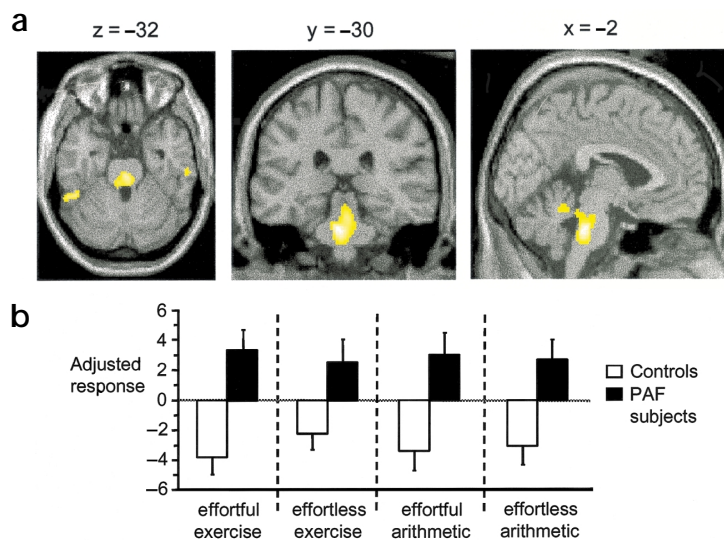 a
z = –32
y = –30
x = –2
b
6
4
2
0
–2
–4
–6
Adjusted
response
Controls
PAF
subjects
effortful
exercise
effortless
exercise
effortful
arithmetic
effortless
arithmetic